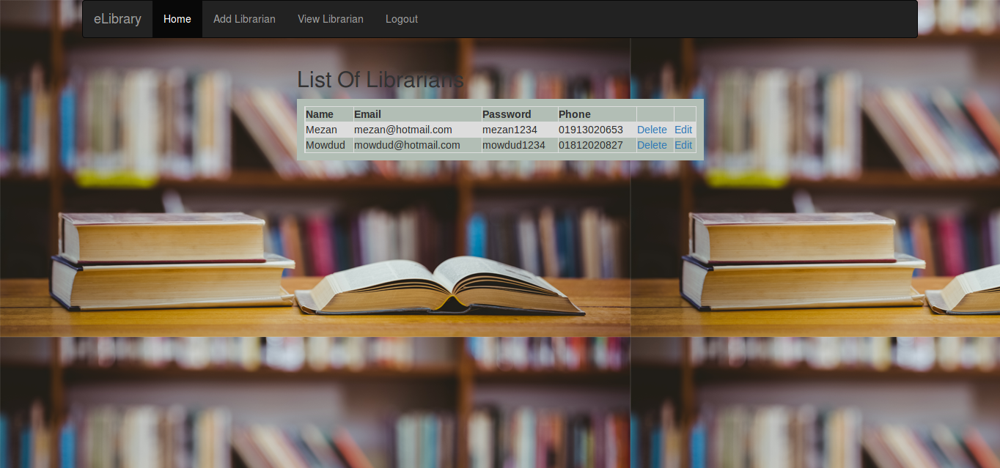 eLibrary Home Add Librarian View Librarian Logout
List Of Librarians
Name Email Password Phone
Mezan mezan@hotmail.com mezan1234 01913020653 Delete Edit
Mowdud mowdud@hotmail.com mowdud1234 01812020827 Delete Edit